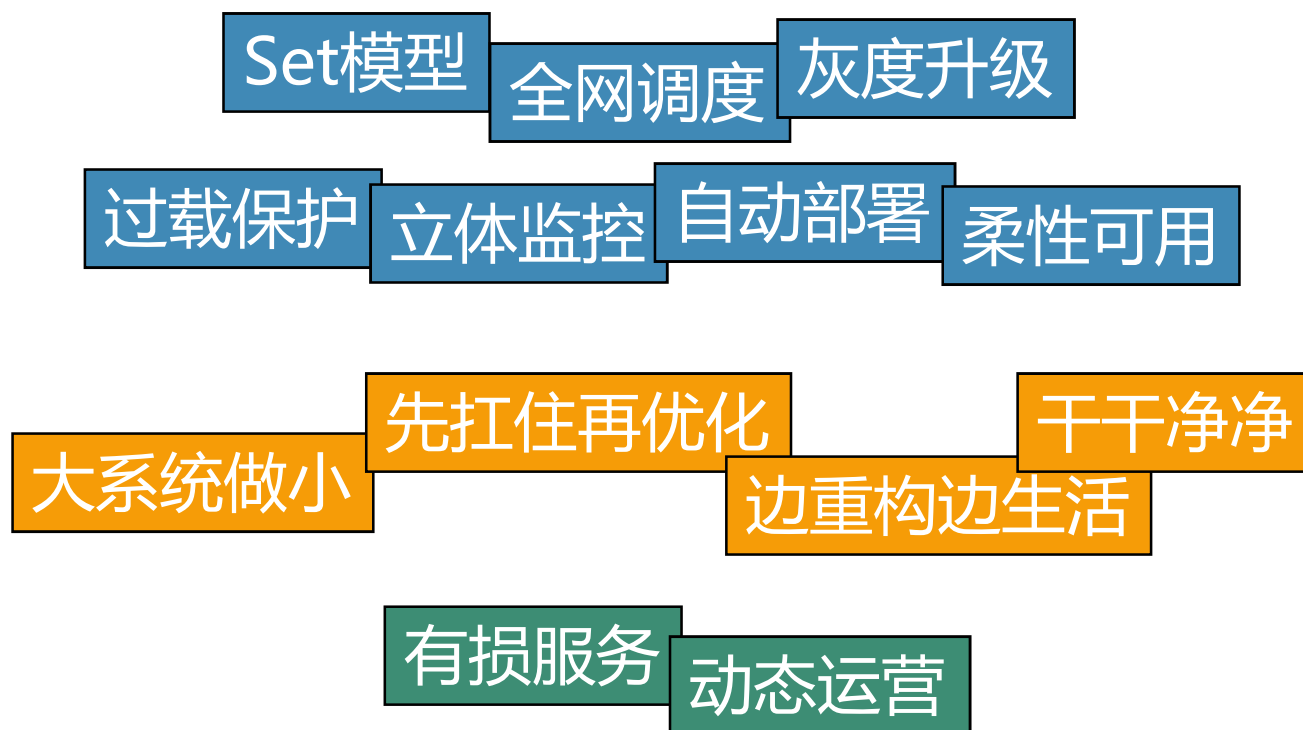 Set模型
全网调度
灰度升级
过载保护
立体监控
自动部署
柔性可用
大系统做小
先扛住再优化
边重构边生活
干干净净
有损服务
动态运营